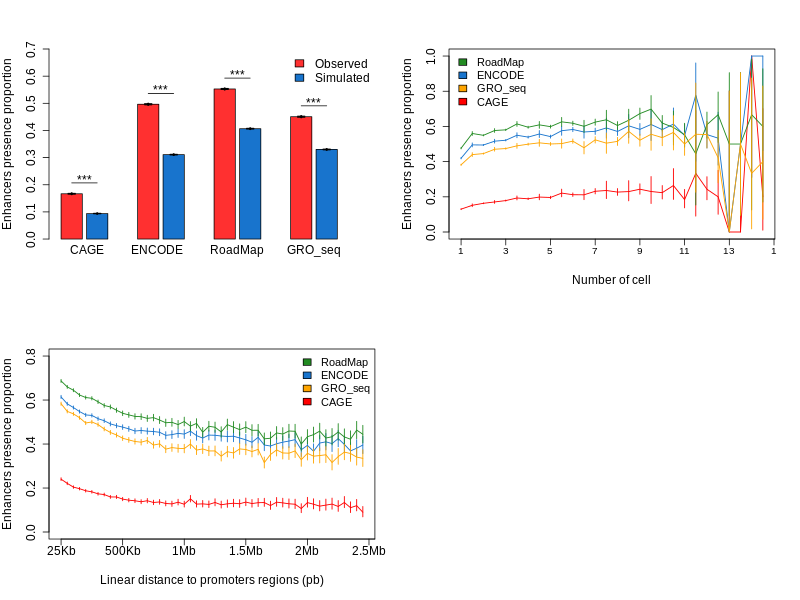 Enhancers presence proportion
0.0 0.1 0.2 0.3 0.4 0.5 0.6 0.7
Observed
Simulated
*** *** *** ***
CAGE ENCODE RoadMap GRO_seq
Enhancers presence proportion
0.0 0.2 0.4 0.6 0.8 1.0
RoadMap
ENCODE
GRO_seq
CAGE
1 3 5 7 9 11 13 1
Number of cell
Enhancers presence proportion
0.0 0.2 0.4 0.6 0.8
RoadMap
ENCODE
GRO_seq
CAGE
25Kb 500Kb 1Mb 1.5Mb 2Mb 2.5Mb
Linear distance to promoters regions (pb)